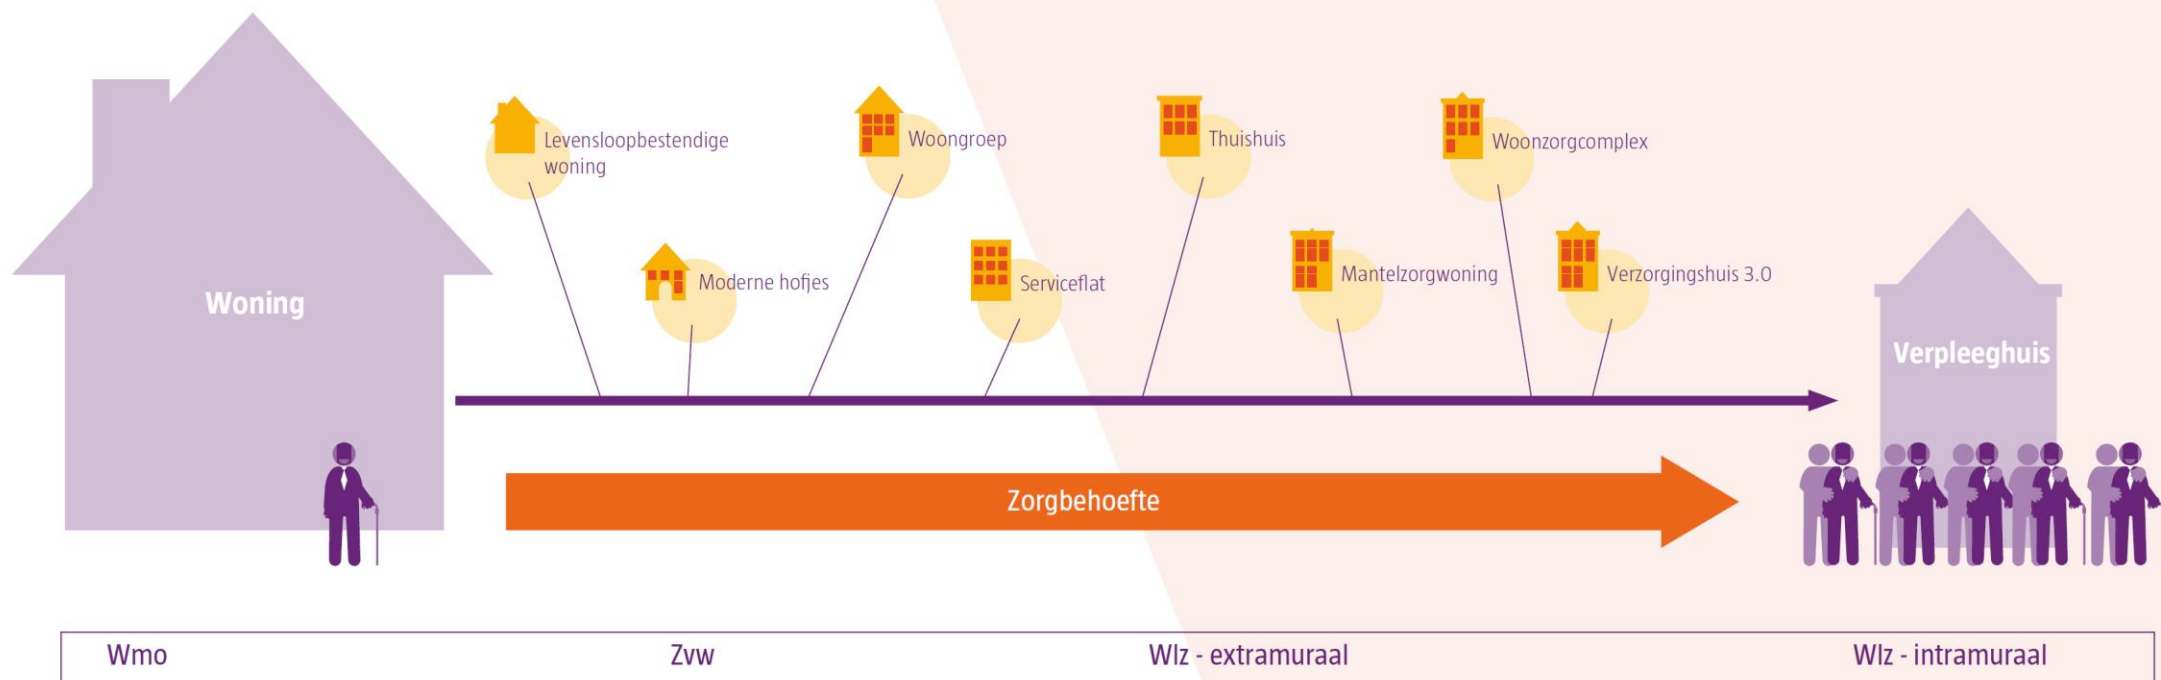 Woning
Levensloopbestendige
woning
Moderne hofjes
Woongroep
Serviceflat
Thuishuis
Mantelzorgwoning
Woonzorgcomplex
Verzorgingshuis 3.0
Verpleeghuis
Zorgbehoefte
Wmo
Zvw
Wlz - extramuraal
Wlz - intramuraal